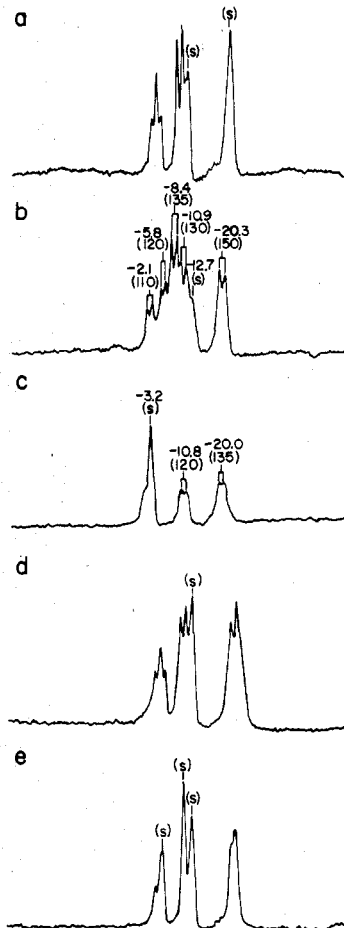 a
(s)
(s)
b
-8.4
(135)
-5.8
(120)
-10.9
(130)
-20.3
(150)
-2.1
(110)
-12.7
(s)
c
-3.2
(s)
-10.8
(120)
-20.0
(135)
d
(s)
e
(s)
(s)
(s)